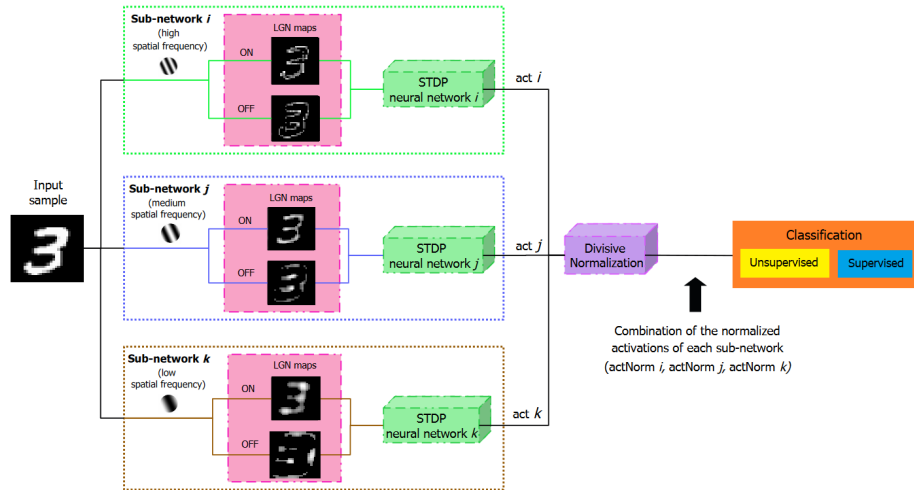 Sub-network i
(high
spatial frequency)
LGN maps
ON
OFF
STDP
neural network i
act i
Input
sample
Sub-network j
(medium
spatial frequency)
LGN maps
ON
OFF
STDP
neural network j
act j
Divisive
Normalization
Classification
Unsupervised
Supervised
Combination of the normalized
activations of each sub-network
(actNorm i, actNorm j, actNorm k)
Sub-network k
(low
spatial frequency)
LGN maps
ON
OFF
STDP
neural network k
act k
3